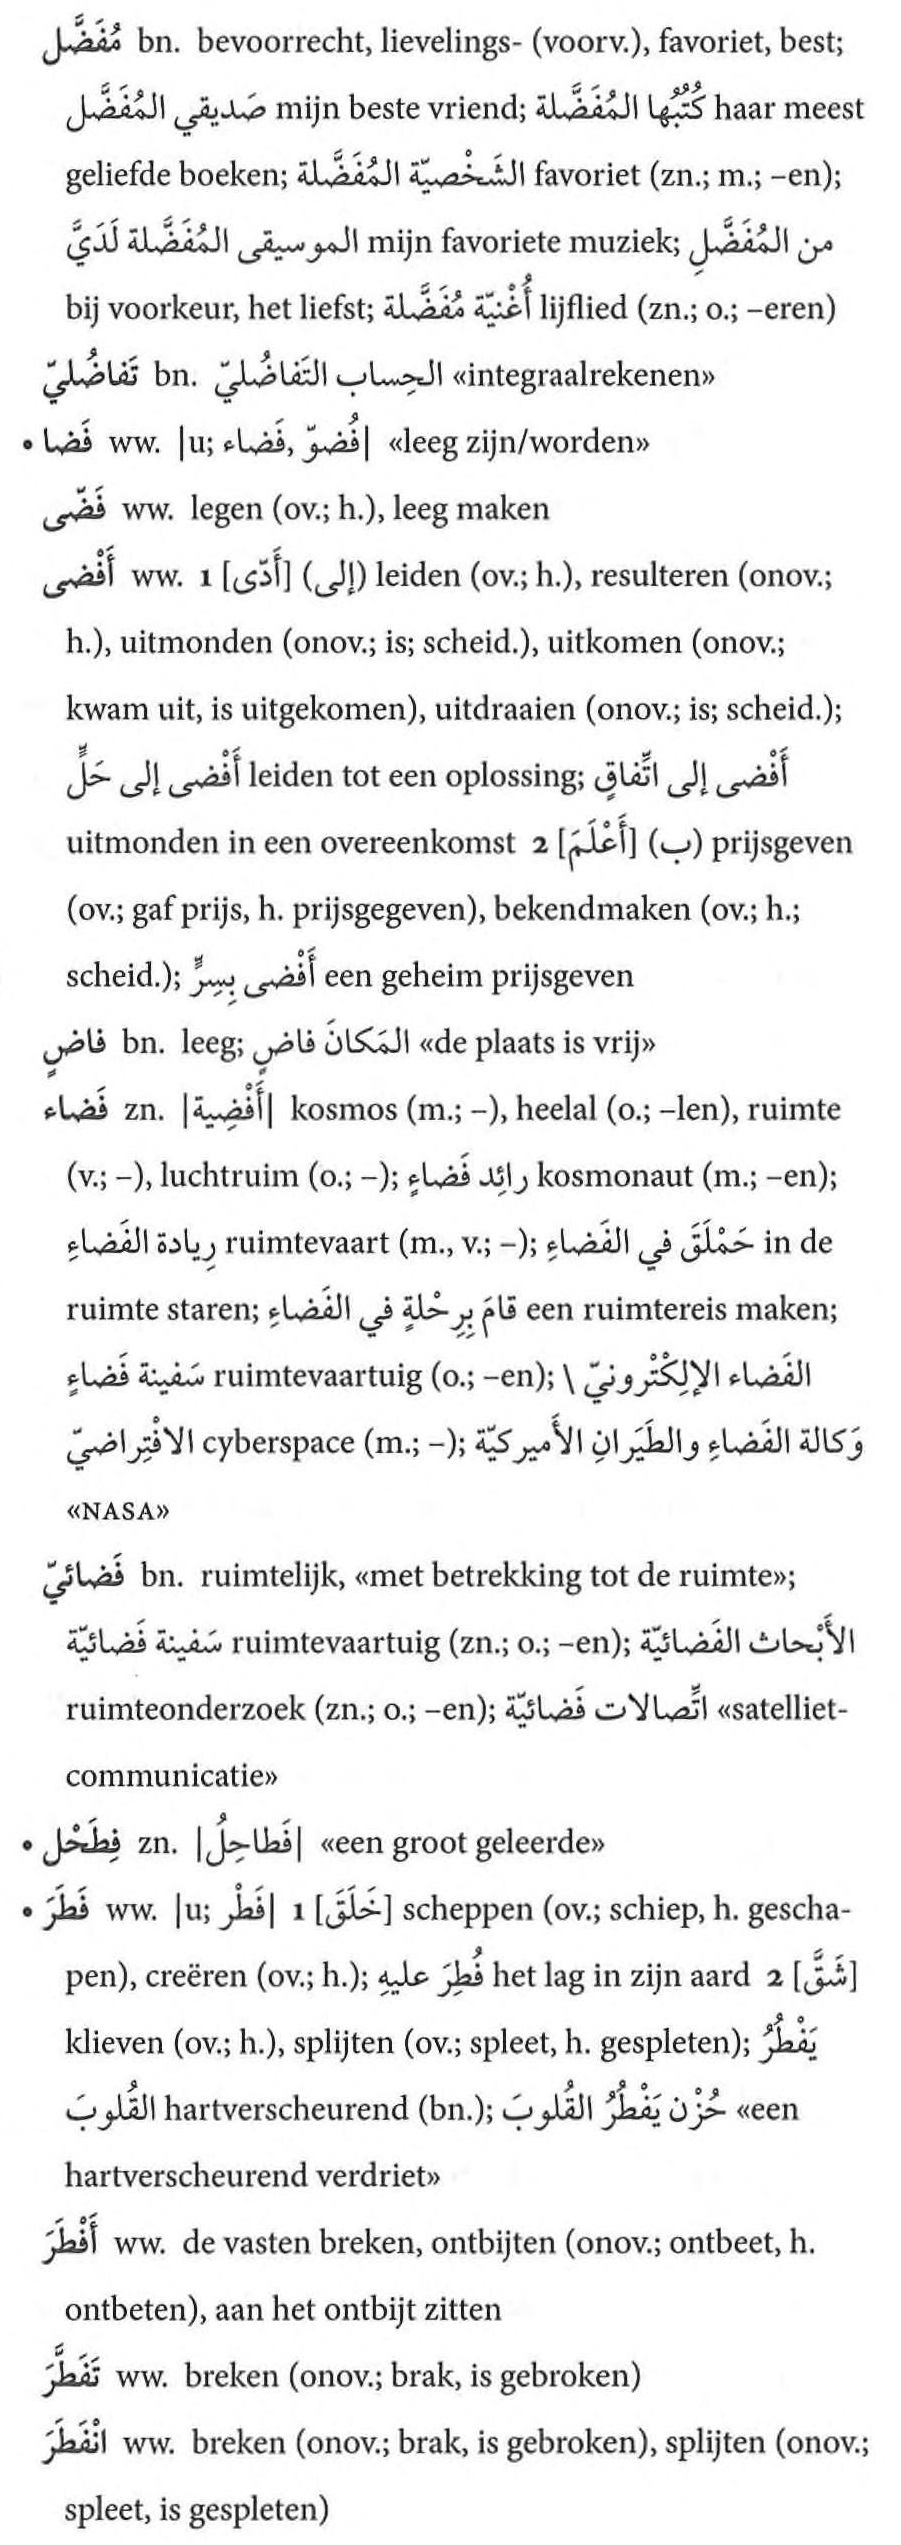 مُفَضَّل bn. bevoorrecht, lievelings- (voorv.), favoriet, best;
صَديقي المُفَضَّل mijn beste vriend; كُتُبُها المُفَضَّلة haar meest
geliefde boeken; الشَخْصيّة المُفَضَّلة favoriet (zn.; m.; –en);
الموسيقى المُفَضَّلة لَدَيَّ mijn favoriete muziek; من المُفَضَّلِ
bij voorkeur, het liefst; أُغْنيّة مُفَضَّلة lijflied (zn.; o.; –eren)
تَفاضُليّ bn. الحِساب التَفاضُليّ «integraalrekenen»
• فَضا ww. |u; فَضاء, فُضوّ| «leeg zijn/worden»
فَضّى ww. legen (ov.; h.), leeg maken
أَفْضى ww. 1 [أَدّى] (إلى) leiden (ov.; h.), resulteren (onov.;
h.), uitmonden (onov.; is; scheid.), uitkomen (onov.;
kwam uit, is uitgekomen), uitdraaien (onov.; is; scheid.);
أَفْضى إلى حَلٍّ leiden tot een oplossing; أَفْضى إلى اتِّفاقٍ
uitmonden in een overeenkomst 2 [أَعْلَمَ] (ب) prijsgeven
(ov.; gaf prijs, h. prijsgegeven), bekendmaken (ov.; h.;
scheid.); أَفْضى بِسِرٍّ een geheim prijsgeven
فاضٍ bn. leeg; المَكانَ فاضٍ «de plaats is vrij»
فَضاء zn. |أَفْضِية| kosmos (m.; –), heelal (o.; –len), ruimte
(v.; –), luchtruim (o.; –); رائِد فَضاءٍ kosmonaut (m.; –en);
رِيادة الفَضاءِ ruimtevaart (m., v.; –); حَمْلَقَ في الفَضاءِ in de
ruimte staren; قامَ بِرِحْلةٍ في الفَضاءِ een ruimtereis maken;
سَفينة فَضاءٍ ruimtevaartuig (o.; –en); الفَضاء الإلِكْتْرونيّ \
الافْتِراضيّ cyberspace (m.; –); وَكالة الفَضاءِ والطَيَرانِ الأَميركيّة
«NASA»
فَضائيّ bn. ruimtelijk, «met betrekking tot de ruimte»;
سَفينة فَضائيّة ruimtevaartuig (zn.; o.; –en); الأَبْحاث الفَضائيّة
ruimteonderzoek (zn.; o.; –en); اتِّصالات فَضائيّة «satelliet-
communicatie»
• فِطَحْل zn. |فَطاحِلُ| «een groot geleerde»
• فَطَرَ ww. |u; فَطْر| 1 [خَلَقَ] scheppen (ov.; schiep, h. gescha-
pen), creëren (ov.; h.); فُطِرَ عليهِ het lag in zijn aard 2 [شَقَّ]
klieven (ov.; h.), splijten (ov.; spleet, h. gespleten); يَفْطُرُ
القُلوبَ hartverscheurend (bn.); حُزْن يَفْطُرُ القُلوبَ «een
hartverscheurend verdriet»
أَفْطَرَ ww. de vasten breken, ontbijten (onov.; ontbeet, h.
ontbeten), aan het ontbijt zitten
تَفَطَّرَ ww. breken (onov.; brak, is gebroken)
انْفَطَرَ ww. breken (onov.; brak, is gebroken), splijten (onov.;
spleet, is gespleten)